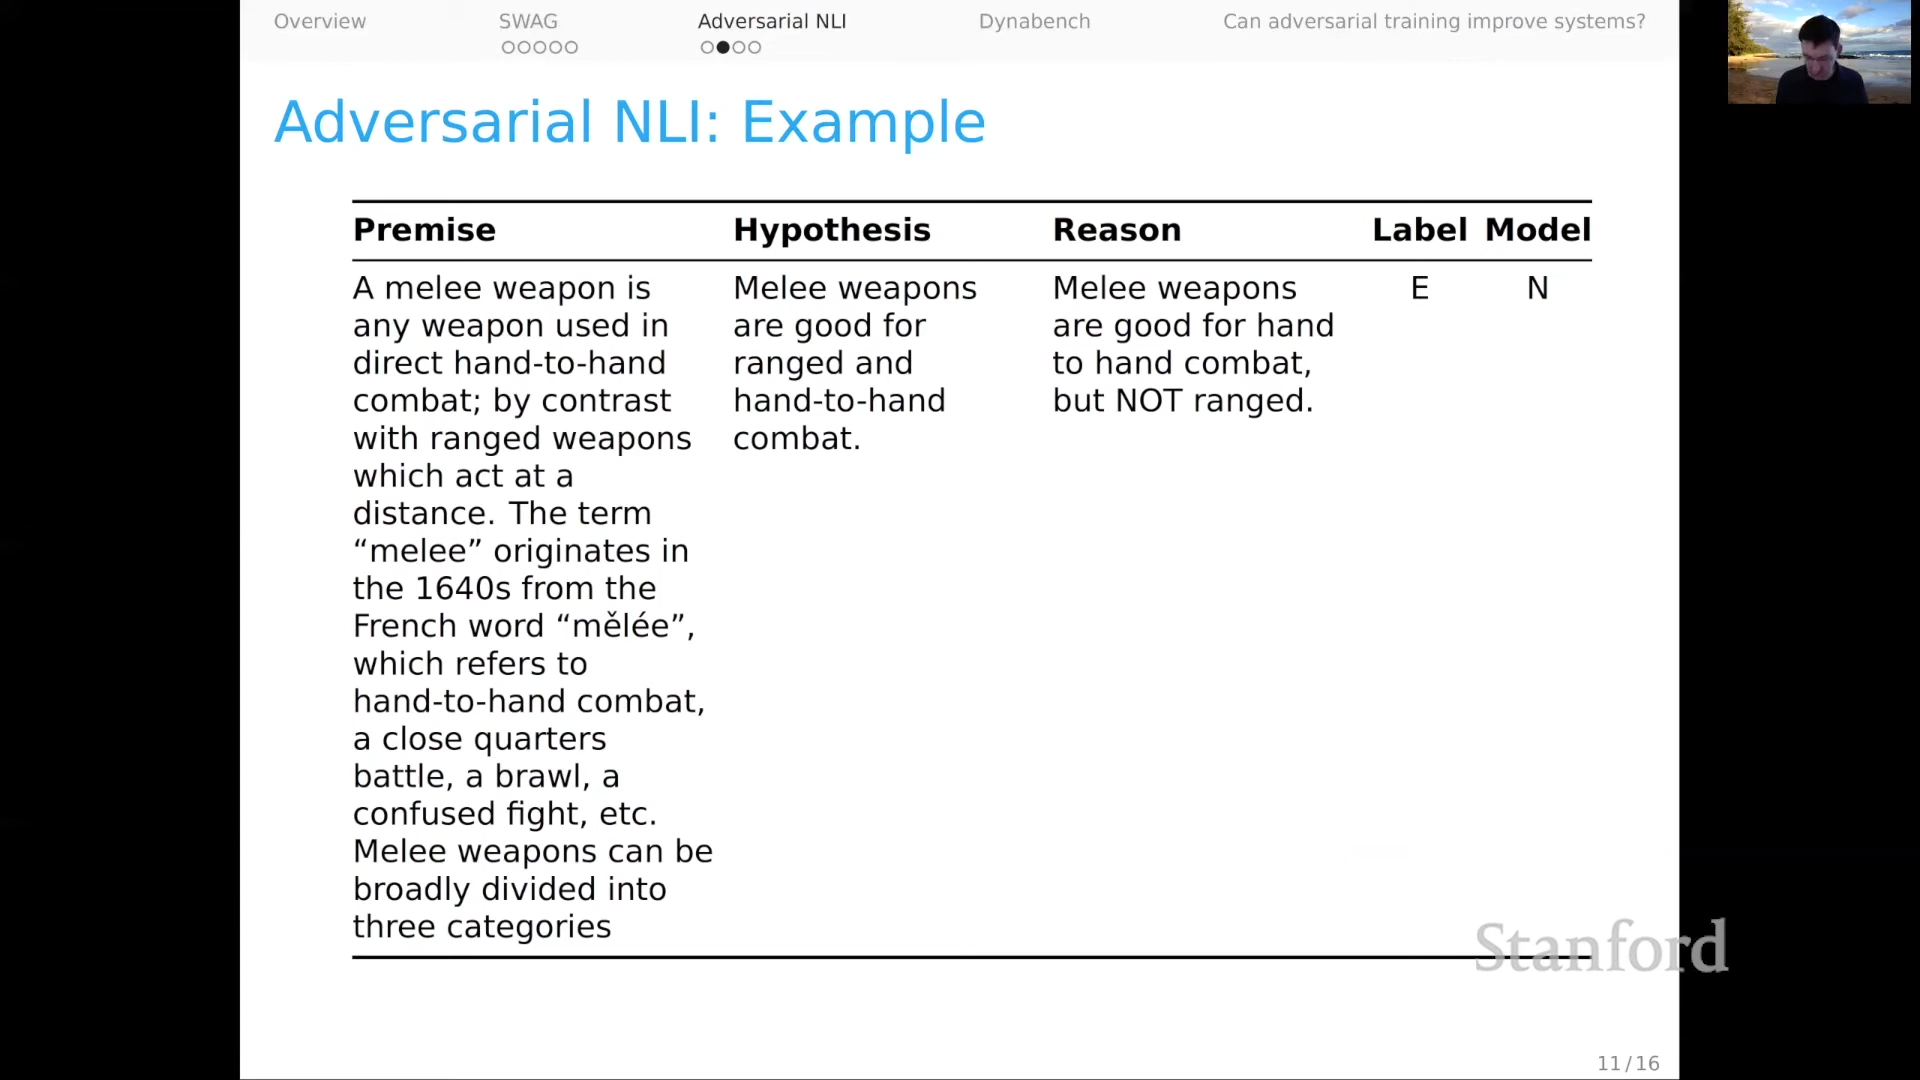 Overview SWAG Adversarial NLI Dynabench Can adversarial training improve systems?
Adversarial NLI: Example
Premise Hypothesis Reason Label Model
A melee weapon is
any weapon used in
direct hand-to-hand
combat; by contrast
with ranged weapons
which act at a
distance. The term
“melee” originates in
the 1640s from the
French word “mělée”,
which refers to
hand-to-hand combat,
a close quarters
battle, a brawl, a
confused fight, etc.
Melee weapons can be
broadly divided into
three categories
Melee weapons
are good for
ranged and
hand-to-hand
combat.
Melee weapons
are good for hand
to hand combat,
but NOT ranged.
E
N
Stanford
11/16